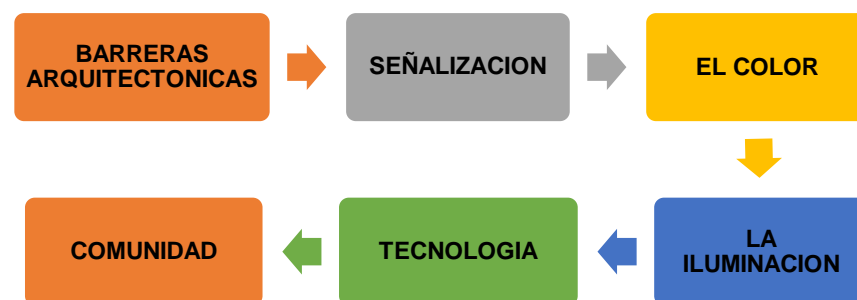 BARRERAS
ARQUITECTONICAS
SEÑALIZACION
EL COLOR
LA
ILUMINACION
TECNOLOGIA
COMUNIDAD